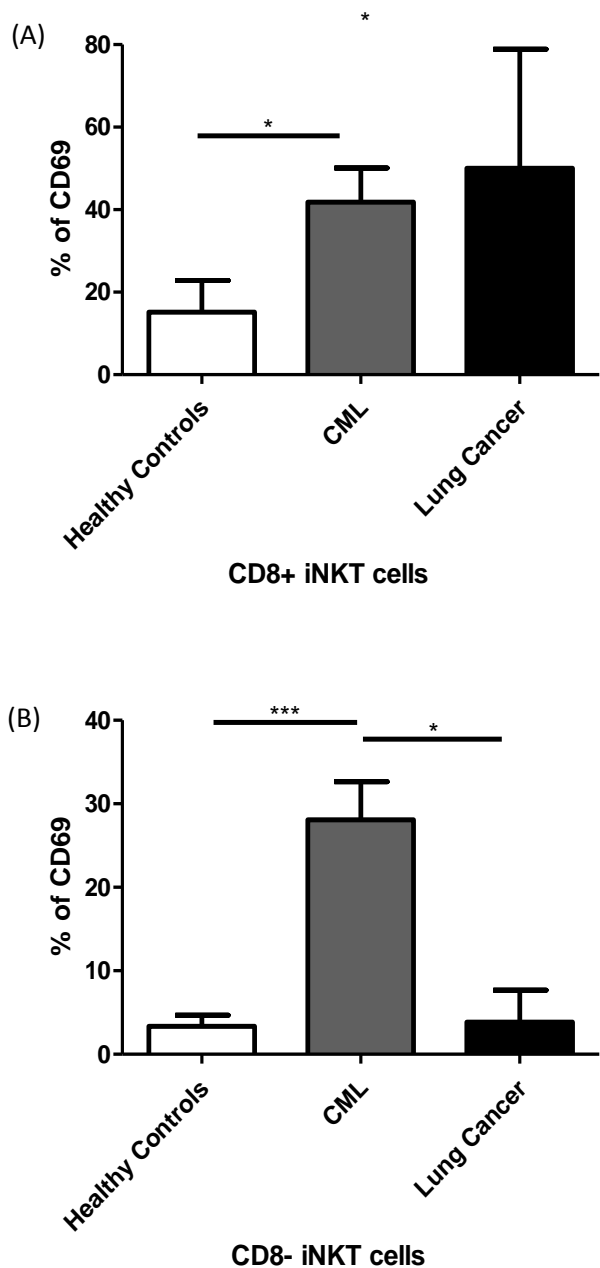 (A)
*
80
60
40
20
0
*
% of CD69
Healthy Controls
CML
Lung Cancer
CD8+ iNKT cells
(B)
40
30
20
10
0
***
*
% of CD69
Healthy Controls
CML
Lung Cancer
CD8- iNKT cells